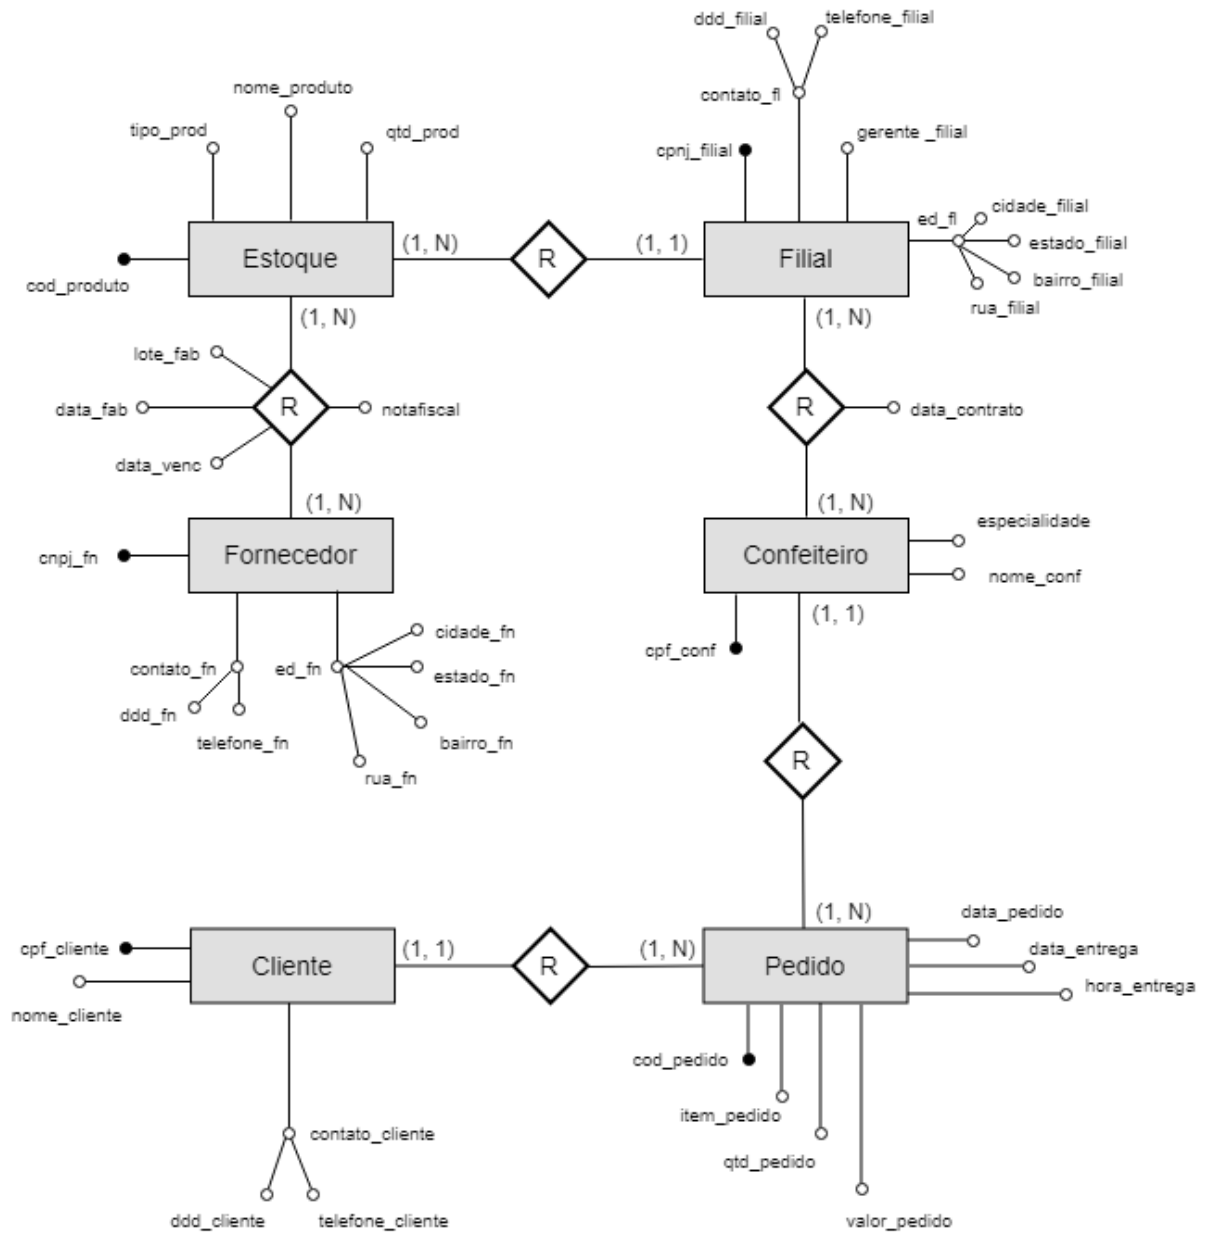 ddd_filial
telefone_filial
nome_produto
contato_fl
tipo_prod
qtd_prod
cpnj_filial
gerente _filial
ed_fl
cidade_filial
estado_filial
bairro_filial
rua_filial
Estoque
(1, N)
R
(1, 1)
Filial
cod_produto
(1, N)
(1, N)
lote_fab
data_fab
R
notafiscal
data_venc
R
data_contrato
(1, N)
(1, N)
cnpj_fn
Fornecedor
Confeiteiro
especialidade
nome_conf
(1, 1)
cpf_conf
contato_fn
ddd_fn
telefone_fn
ed_fn
cidade_fn
estado_fn
bairro_fn
rua_fn
R
(1, N)
cpf_cliente
nome_cliente
Cliente
(1, 1)
R
(1, N)
Pedido
data_pedido
data_entrega
hora_entrega
cod_pedido
item_pedido
qtd_pedido
valor_pedido
contato_cliente
ddd_cliente
telefone_cliente